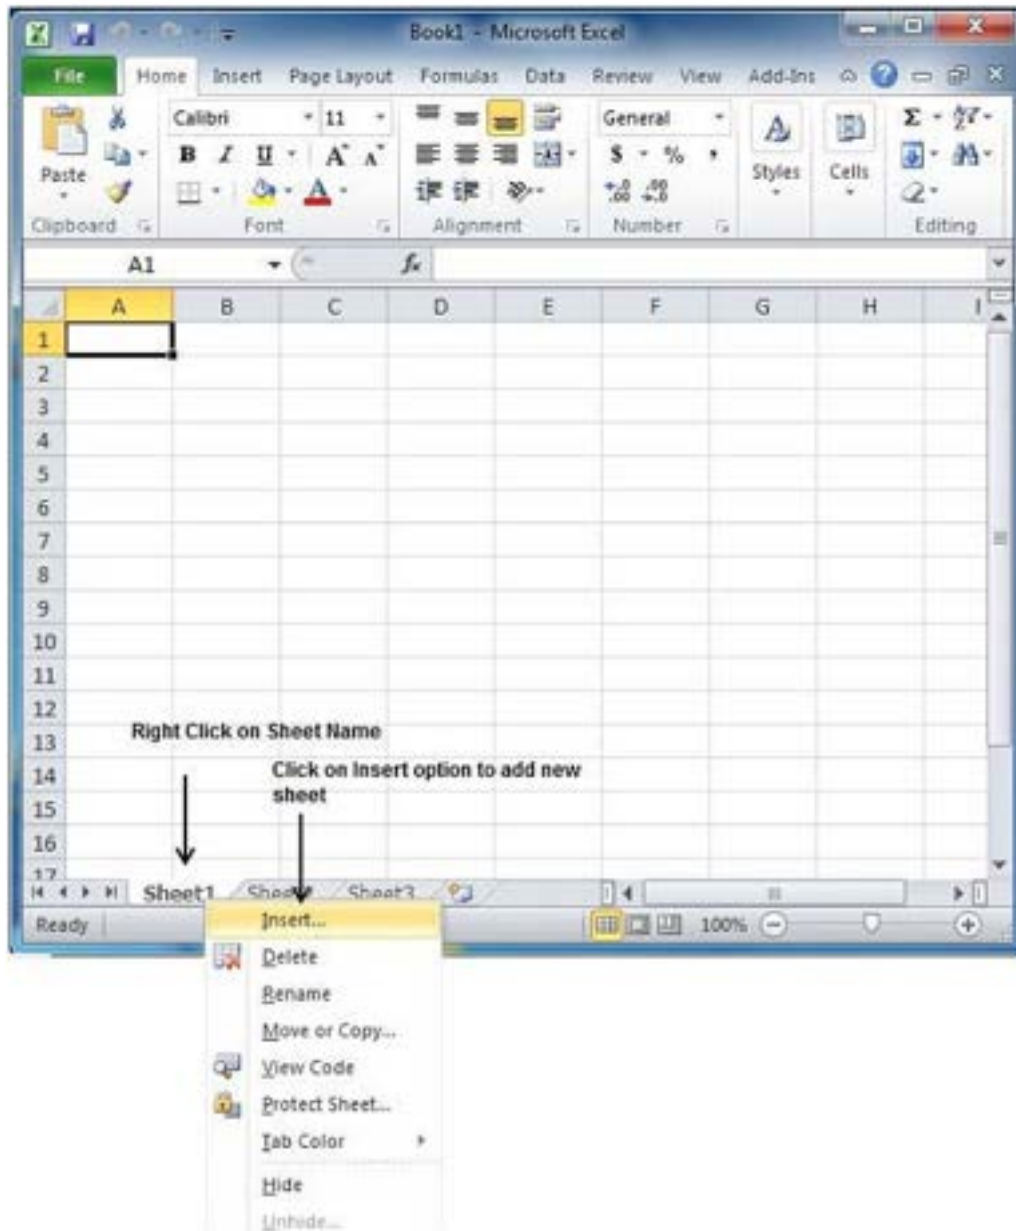 Book1 - Microsoft Excel
File Home Insert Page Layout Formulas Data Review View Add-Ins
Calibri 11 General
B I U A A $ % ,
Paste Styles Cells
Clipboard Font Alignment Number Editing
A1 fx
A B C D E F G H I
1
2
3
4
5
6
7
8
9
10
11
12
Right Click on Sheet Name
13
Click on Insert option to add new
14
sheet
15
16
17
Sheet1 Sheet3
Ready 100%
Insert...
Delete
Rename
Move or Copy...
View Code
Protect Sheet...
Tab Color
Hide
Unhide...